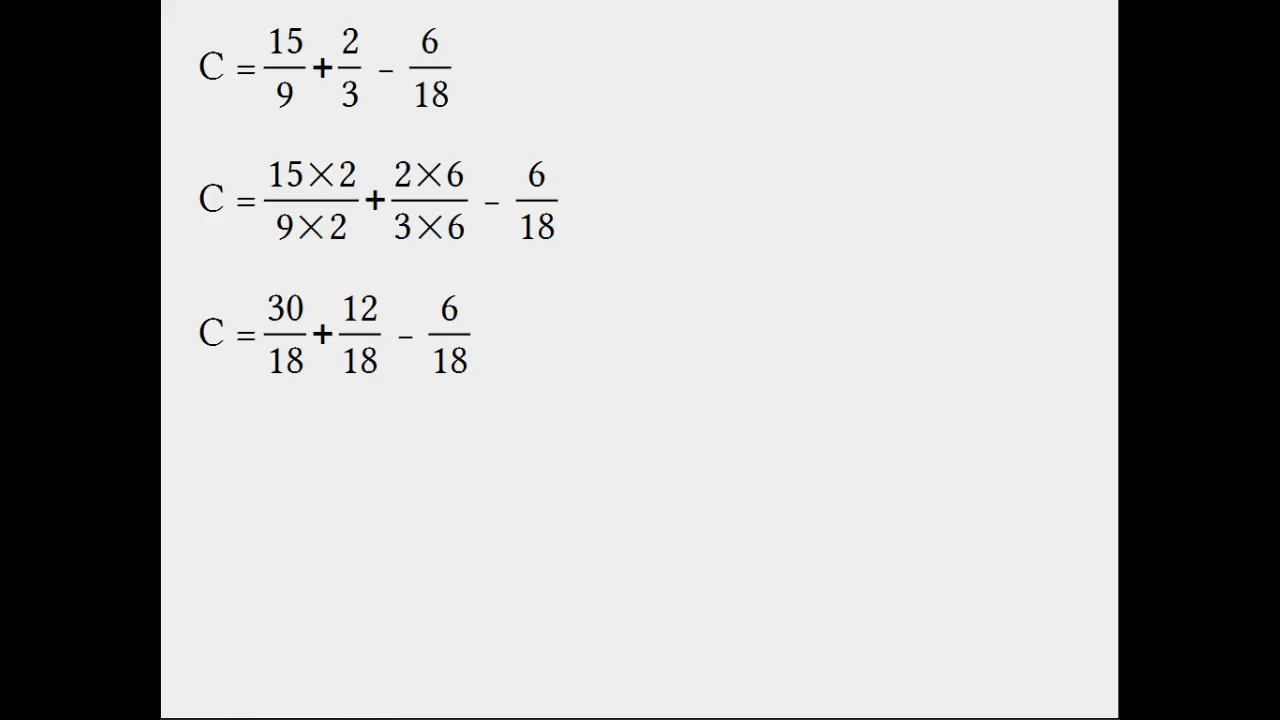 C = 15/9 + 2/3 - 6/18
C = 15×2/9×2 + 2×6/3×6 - 6/18
C = 30/18 + 12/18 - 6/18